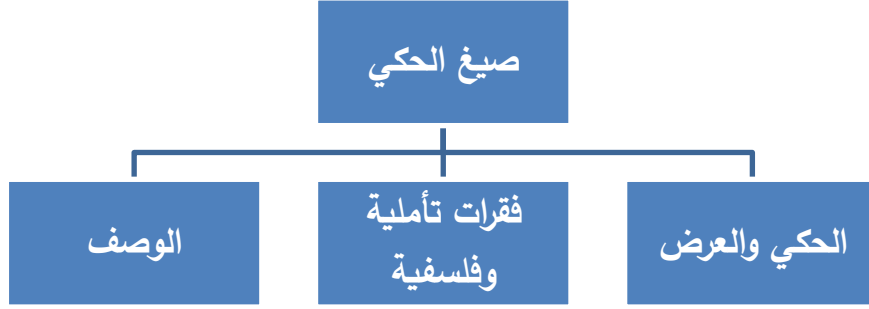 صيغ الحكي
الحكي والعرض
فقرات تأملية
وفلسفية
الوصف